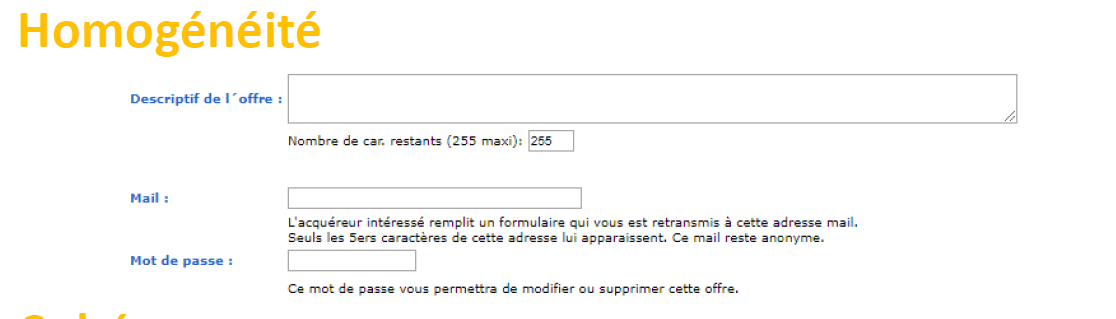 Homogénéité
Descriptif de l´offre :
Nombre de car. restants (255 maxi): 255
Mail :
L'acquéreur intéressé remplit un formulaire qui vous est retransmis à cette adresse mail.
Seuls les 5ers caractères de cette adresse lui apparaissent. Ce mail reste anonyme.
Mot de passe :
Ce mot de passe vous permettra de modifier ou supprimer cette offre.